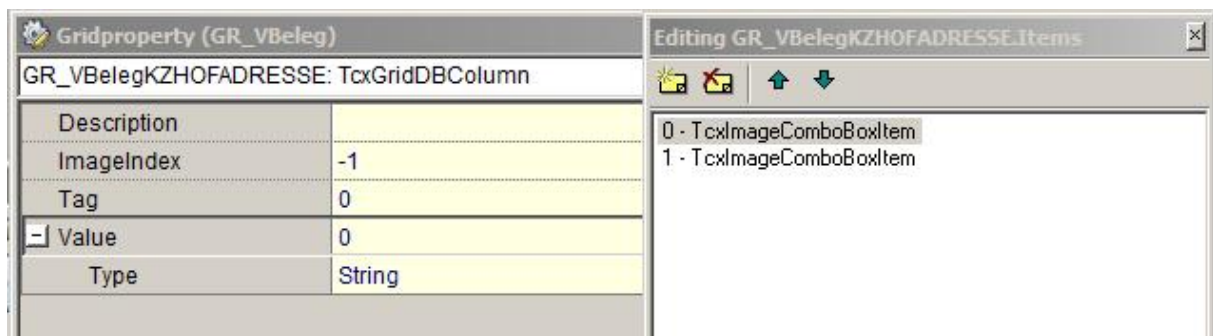 Gridproperty (GR_VBeleg)
GR_VBelegKZHOFADRESSE: TcxGridDBColumn
Description
ImageIndex -1
Tag 0
Value 0
Type String
Editing GR_VBelegKZHOFADRESSE.Items
0 - TcxImageComboBoxItem
1 - TcxImageComboBoxItem